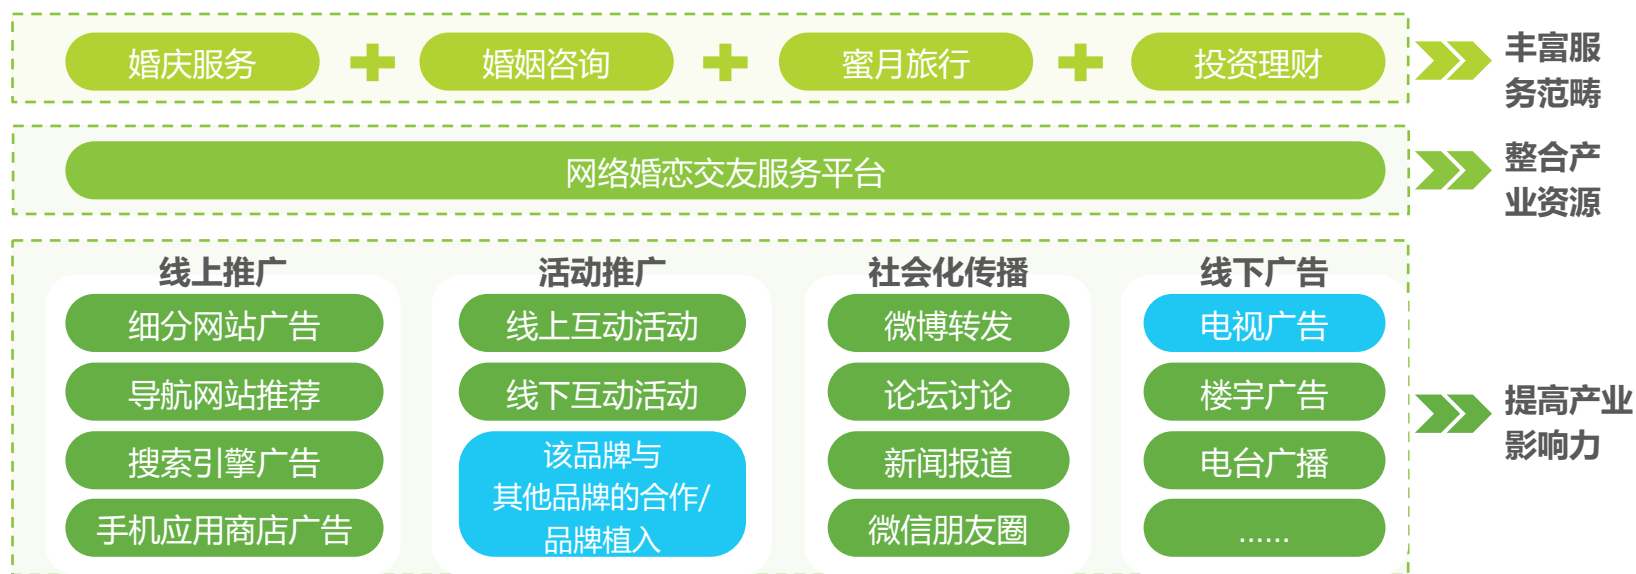 婚庆服务
婚姻咨询
蜜月旅行
投资理财
丰富服
务范畴
网络婚恋交友服务平台
整合产
业资源
线上推广
细分网站广告
导航网站推荐
搜索引擎广告
手机应用商店广告
活动推广
线上互动活动
线下互动活动
该品牌与
其他品牌的合作/
品牌植入
社会化传播
微博转发
论坛讨论
新闻报道
微信朋友圈
线下广告
电视广告
楼宇广告
电台广播
......
提高产业
影响力